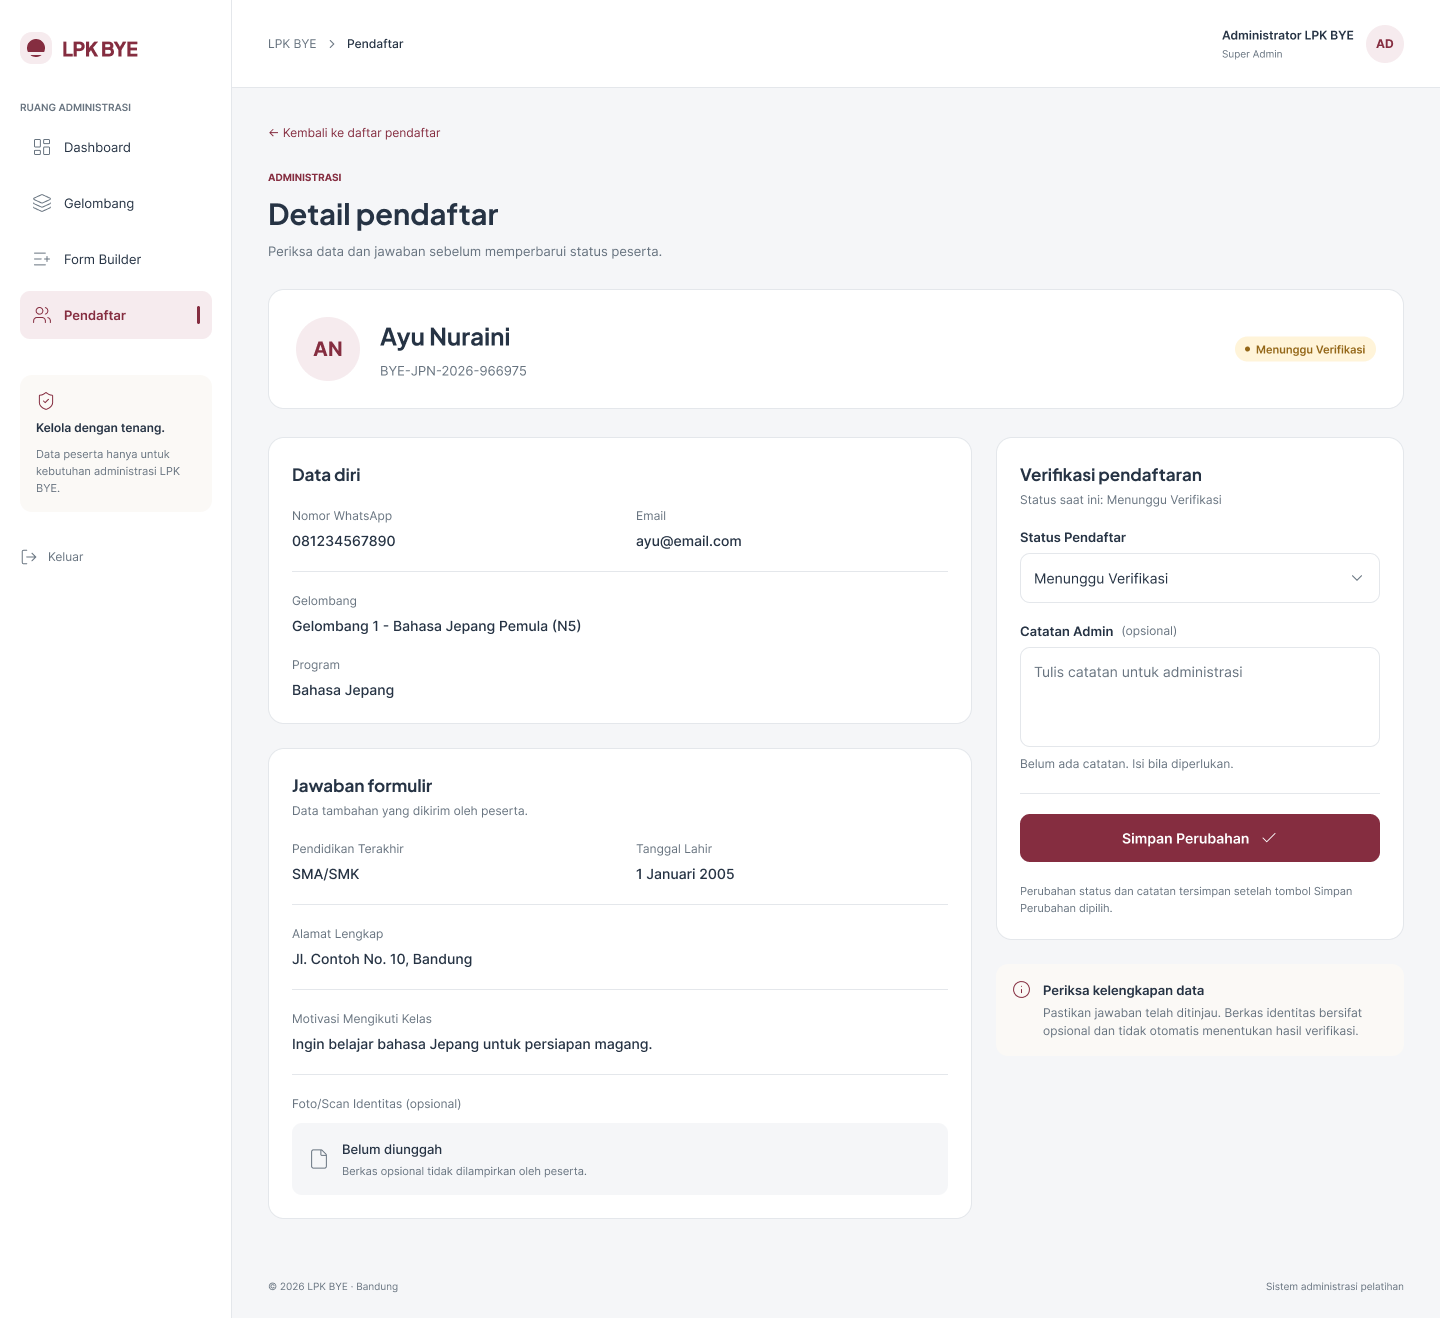 LPK BYE
RUANG ADMINISTRASI
Dashboard
Gelombang
Form Builder
Pendaftar
Kelola dengan tenang.
Data peserta hanya untuk
kebutuhan administrasi LPK
BYE.
Keluar
LPK BYE > Pendaftar
Administrator LPK BYE
Super Admin
AD
← Kembali ke daftar pendaftar
ADMINISTRASI
Detail pendaftar
Periksa data dan jawaban sebelum memperbarui status peserta.
AN
Ayu Nuraini
BYE-JPN-2026-966975
• Menunggu Verifikasi
Data diri
Nomor WhatsApp
081234567890
Email
ayu@email.com
Gelombang
Gelombang 1 - Bahasa Jepang Pemula (N5)
Program
Bahasa Jepang
Jawaban formulir
Data tambahan yang dikirim oleh peserta.
Pendidikan Terakhir
SMA/SMK
Tanggal Lahir
1 Januari 2005
Alamat Lengkap
Jl. Contoh No. 10, Bandung
Motivasi Mengikuti Kelas
Ingin belajar bahasa Jepang untuk persiapan magang.
Foto/Scan Identitas (opsional)
Belum diunggah
Berkas opsional tidak dilampirkan oleh peserta.
Verifikasi pendaftaran
Status saat ini: Menunggu Verifikasi
Status Pendaftar
Menunggu Verifikasi
Catatan Admin (opsional)
Tulis catatan untuk administrasi
Belum ada catatan. Isi bila diperlukan.
Simpan Perubahan
Perubahan status dan catatan tersimpan setelah tombol Simpan
Perubahan dipilih.
Periksa kelengkapan data
Pastikan jawaban telah ditinjau. Berkas identitas bersifat
opsional dan tidak otomatis menentukan hasil verifikasi.
© 2026 LPK BYE · Bandung
Sistem administrasi pelatihan